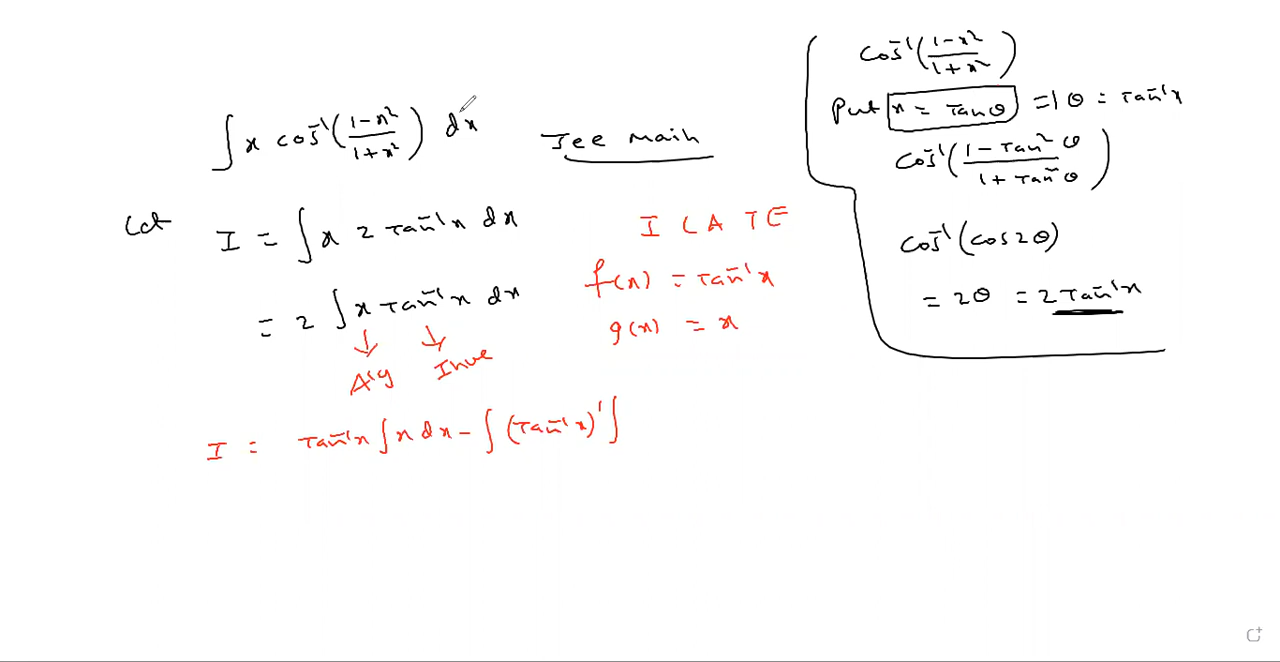 ∫ x cos⁻¹((1-x²)/(1+x²)) dx Jee main
Let I = ∫ x 2 Tan⁻¹x dx
= 2 ∫ x Tan⁻¹x dx
Alg Inve
I L A T E
f(x) = Tan⁻¹x
g(x) = x
I = Tan⁻¹x ∫ x dx - ∫ (Tan⁻¹x)' ∫
cos⁻¹((1-x²)/(1+x²))
Put x = Tanθ ⇒ θ = Tan⁻¹x
cos⁻¹((1 - Tan²θ)/(1 + Tan²θ))
cos⁻¹(cos2θ)
= 2θ = 2Tan⁻¹x